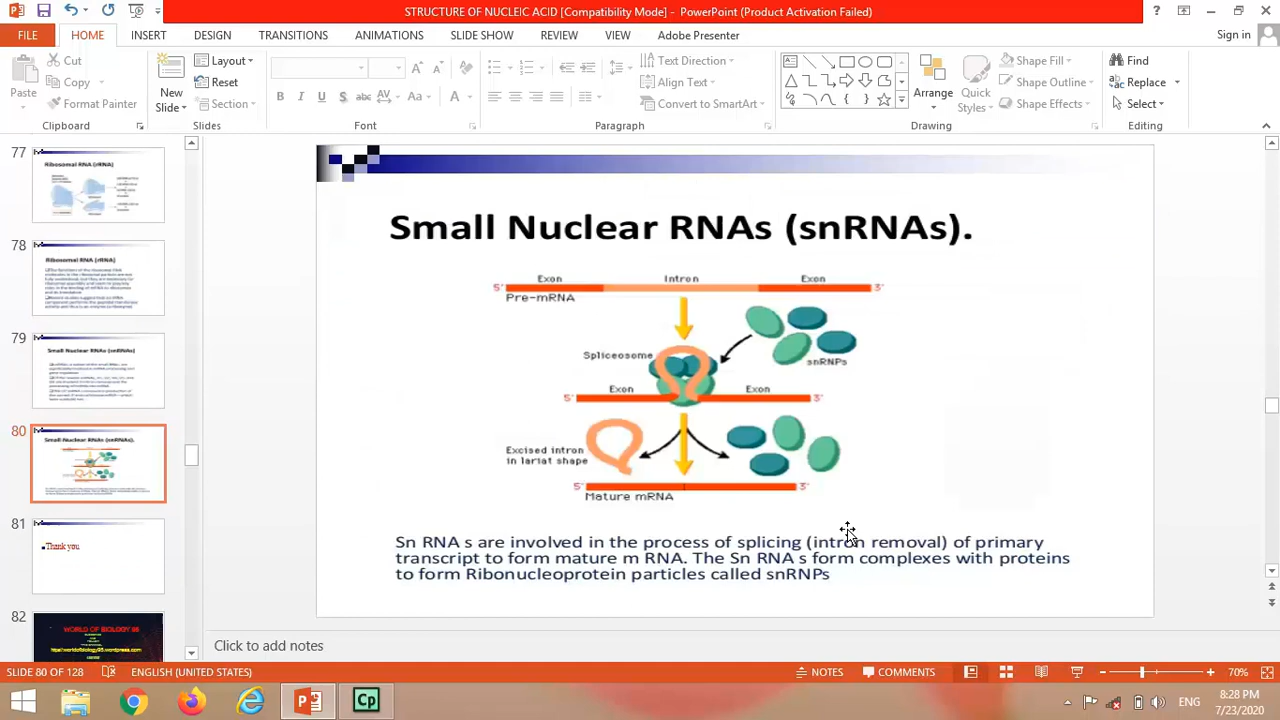 STRUCTURE OF NUCLEIC ACID [Compatibility Mode] - PowerPoint (Product Activation Failed)
FILE HOME INSERT DESIGN TRANSITIONS ANIMATIONS SLIDE SHOW REVIEW VIEW Adobe Presenter Sign in
Paste
Cut
Copy
Format Painter
Clipboard
New
Slide
Layout
Reset
Section
Slides
Font
Text Direction
Align Text
Convert to SmartArt
Paragraph
Arrange
Quick
Styles
Shape Fill
Shape Outline
Shape Effects
Drawing
Find
Replace
Select
Editing
77
Ribosomal RNA (rRNA)
78
Ribosomal RNA (rRNA)
79
Small Nuclear RNAs (snRNAs)
80
Small Nuclear RNAs (snRNAs).
81
Thank you
82
WORLD OF BIOLOGY 95
Small Nuclear RNAs (snRNAs).
Exon Intron Exon
5' 3'
Pre-mRNA
Spliceosome
snRNPs
Exon Exon
5' 3'
Excised intron
in lariat shape
5' 3'
Mature mRNA
Sn RNA s are involved in the process of splicing (intron removal) of primary
transcript to form mature m RNA. The Sn RNA s form complexes with proteins
to form Ribonucleoprotein particles called snRNPs
Click to add notes
SLIDE 80 OF 128 ENGLISH (UNITED STATES) NOTES COMMENTS 70%
Cp
ENG
8:28 PM
7/23/2020